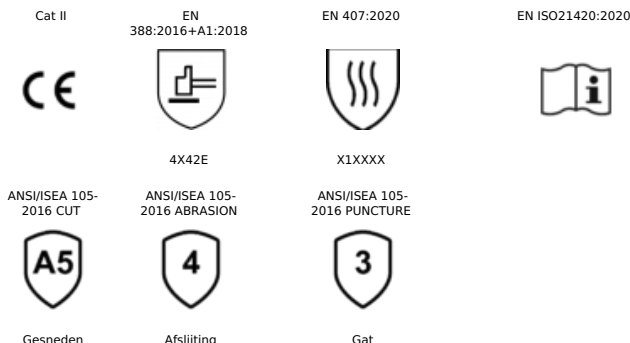 Cat II
EN
388:2016+A1:2018
EN 407:2020
EN ISO21420:2020
CE
i
4X42E
X1XXXX
ANSI/ISEA 105-
2016 CUT
ANSI/ISEA 105-
2016 ABRASION
ANSI/ISEA 105-
2016 PUNCTURE
A5
4
3
Gesneden
Afslijting
Gat